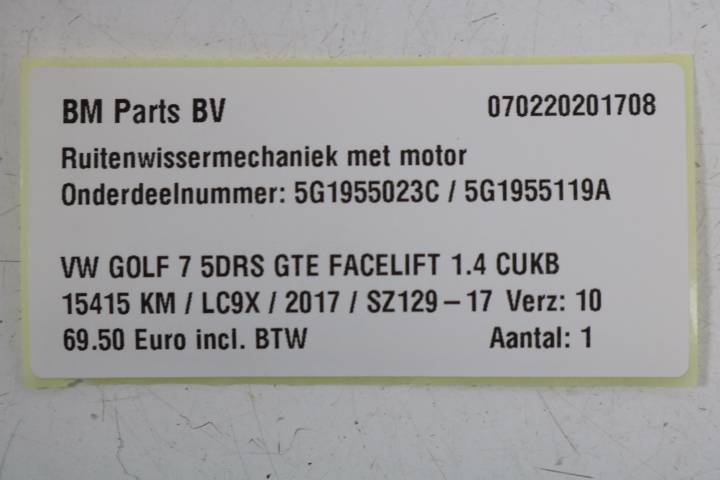 BM Parts BV 070220201708
Ruitenwissermechaniek met motor
Onderdeelnummer: 5G1955023C / 5G1955119A
VW GOLF 7 5DRS GTE FACELIFT 1.4 CUKB
15415 KM / LC9X / 2017 / SZ129 – 17 Verz: 10
69.50 Euro incl. BTW Aantal: 1